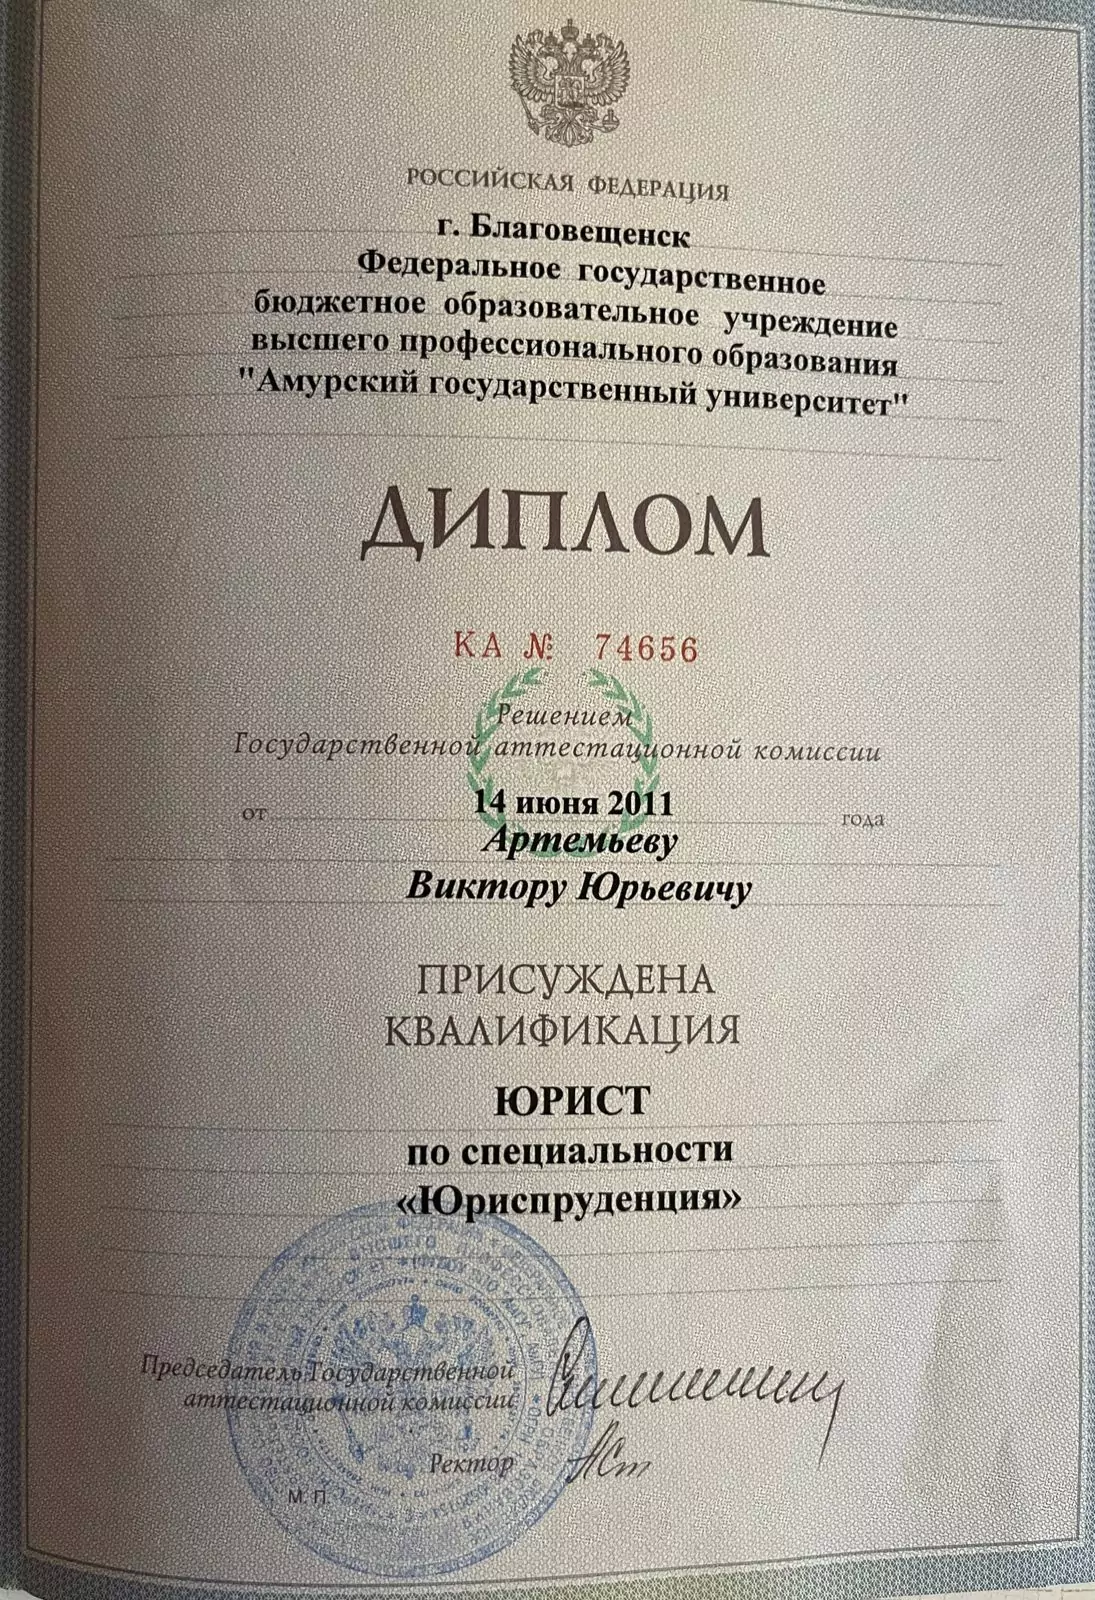 РОССИЙСКАЯ ФЕДЕРАЦИЯ
г. Благовещенск
Федеральное государственное
бюджетное образовательное учреждение
высшего профессионального образования
"Амурский государственный университет"
ДИПЛОМ
КА № 74656
Решением
Государственной аттестационной комиссии
от 14 июня 2011 года
Артемьеву
Виктору Юрьевичу
ПРИСУЖДЕНА
КВАЛИФИКАЦИЯ
ЮРИСТ
по специальности
«Юриспруденция»
Председатель Государственной
аттестационной комиссии
Ректор
М. П.